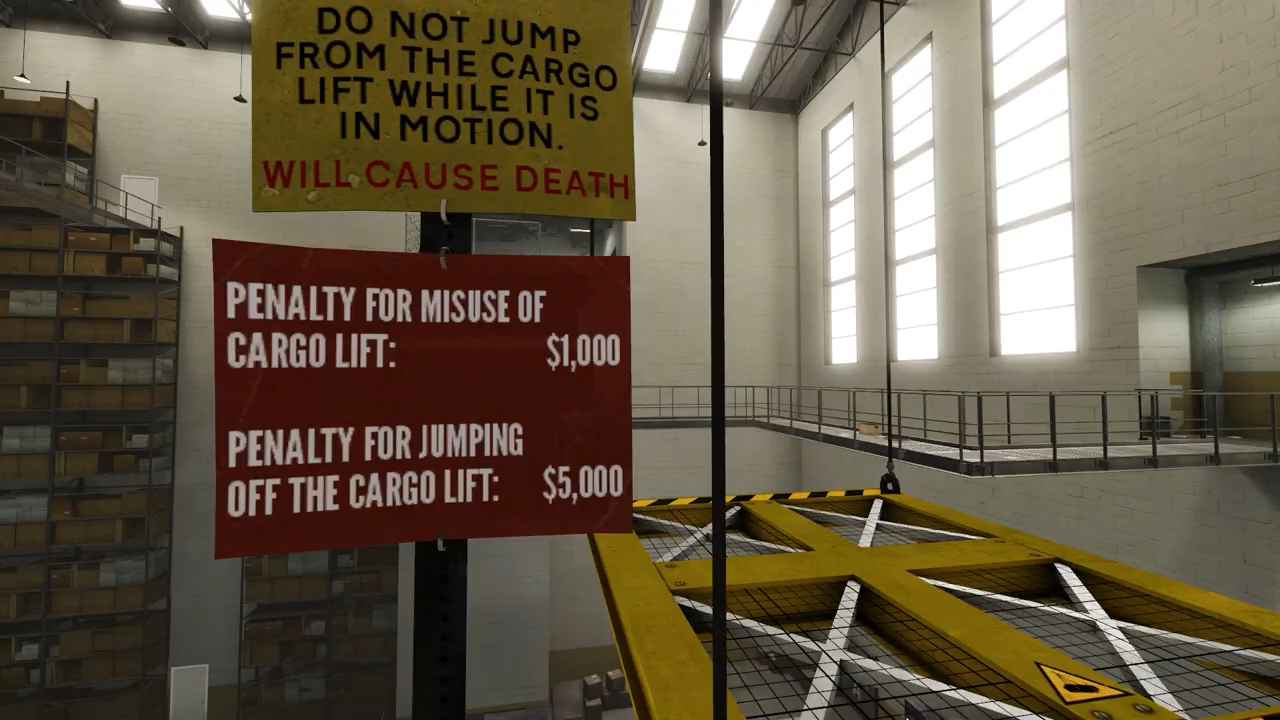 DO NOT JUMP
FROM THE CARGO
LIFT WHILE IT IS
IN MOTION.
WILL CAUSE DEATH
PENALTY FOR MISUSE OF
CARGO LIFT: $1,000
PENALTY FOR JUMPING
OFF THE CARGO LIFT: $5,000